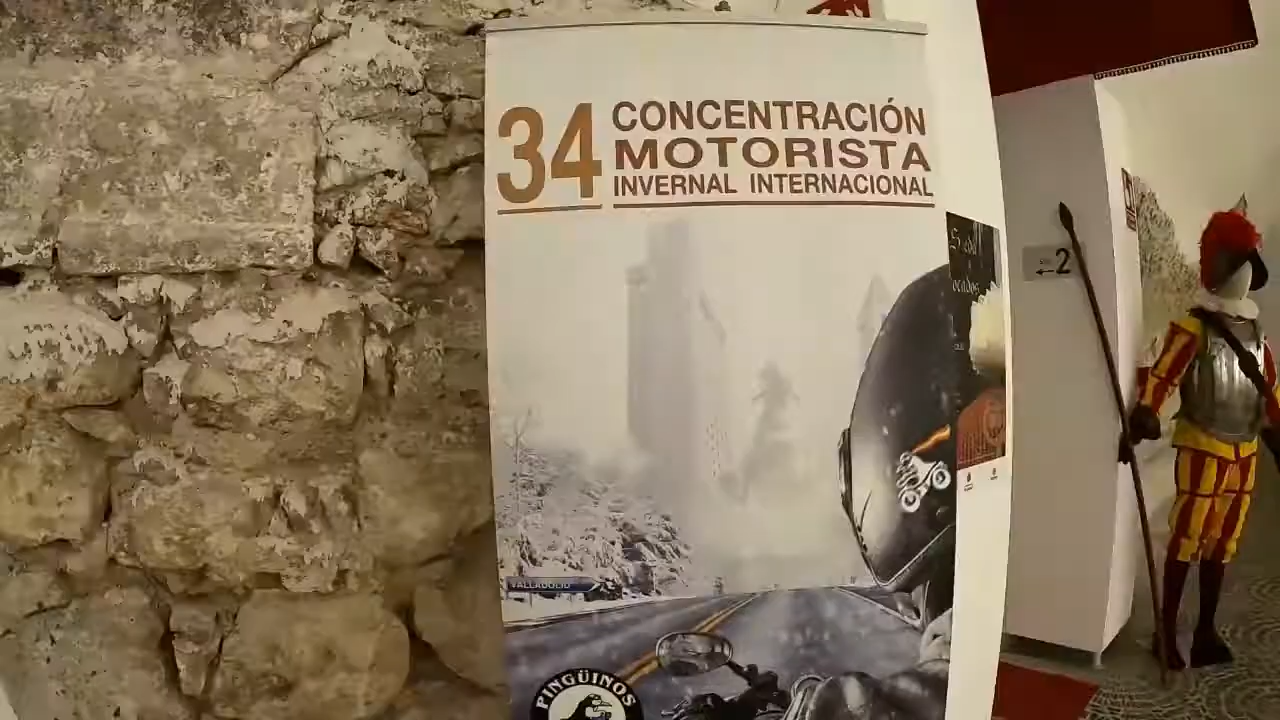 34 CONCENTRACIÓN
MOTORISTA
INVERNAL INTERNACIONAL
VALLADOLID
PINGÜINOS
2